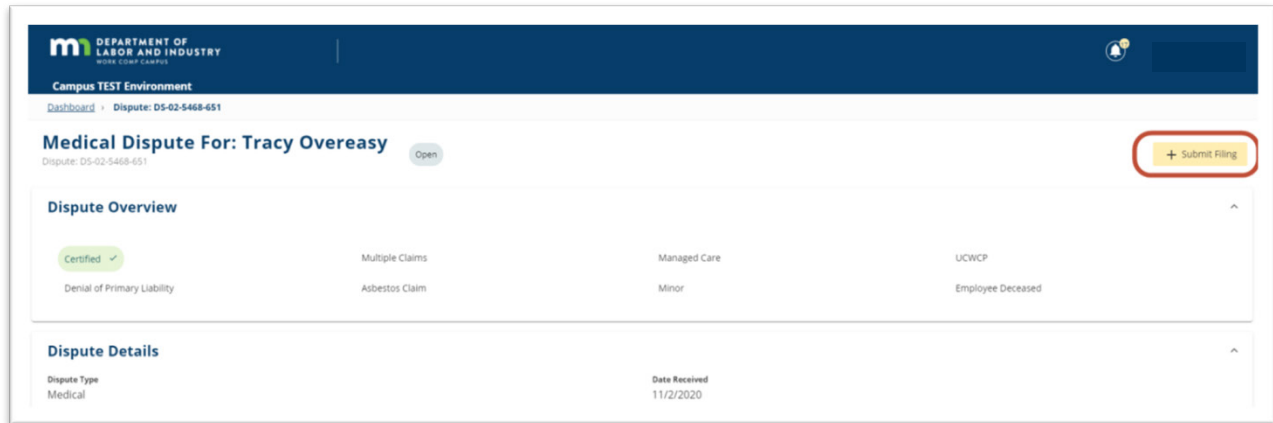 DEPARTMENT OF
LABOR AND INDUSTRY
WORK COMP CAMPUS
Campus TEST Environment
Dashboard › Dispute: DS-02-5468-651
Medical Dispute For: Tracy Overeasy
Open
+ Submit Filing
Dispute: DS-02-5468-651
Dispute Overview
Certified ✓ Multiple Claims Managed Care UCWCP
Denial of Primary Liability Asbestos Claim Minor Employee Deceased
Dispute Details
Dispute Type Date Received
Medical 11/2/2020